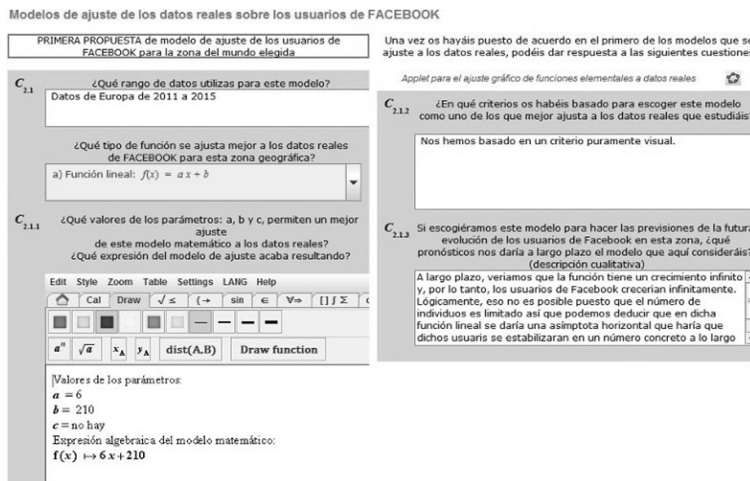 Modelos de ajuste de los datos reales sobre los usuarios de FACEBOOK
PRIMERA PROPUESTA de modelo de ajuste de los usuarios de
FACEBOOK para la zona del mundo elegida
C2.1
¿Qué rango de datos utilizas para este modelo?
Datos de Europa de 2011 a 2015
¿Qué tipo de función se ajusta mejor a los datos reales
de FACEBOOK para esta zona geográfica?
a) Función lineal: f(x) = a x + b
C2.1.1
¿Qué valores de los parámetros: a, b y c, permiten un mejor
ajuste
de este modelo matemático a los datos reales?
¿Qué expresión del modelo de ajuste acaba resultando?
Edit Style Zoom Table Settings LANG Help
Cal Draw √ ≤ {→ sin ∈ ∀⇒ [ ] ∫ Σ
aⁿ √a x_A y_A dist(A,B) Draw function
Valores de los parámetros:
a = 6
b = 210
c = no hay
Expresión algebraica del modelo matemático:
f(x) ↦ 6 x + 210
Una vez os hayáis puesto de acuerdo en el primero de los modelos que se
ajuste a los datos reales, podéis dar respuesta a las siguientes cuestione
Applet para el ajuste gráfico de funciones elementales a datos reales
C2.1.2
¿En qué criterios os habéis basado para escoger este modelo
como uno de los que mejor ajusta a los datos reales que estudiáis
Nos hemos basado en un criterio puramente visual.
C2.1.3
Si escogiéramos este modelo para hacer las previsiones de la futura
evolución de los usuarios de Facebook en esta zona, ¿qué
pronósticos nos daría a largo plazo el modelo que aquí consideráis?
(descripción cualitativa)
A largo plazo, veriamos que la función tiene un crecimiento infinito
y, por lo tanto, los usuarios de Facebook crecerian infinitamente.
Lógicamente, eso no es posible puesto que el número de
individuos es limitado así que podemos deducir que en dicha
función lineal se daría una asímptota horizontal que haría que
dichos usuaris se estabilizaran en un número concreto a lo largo